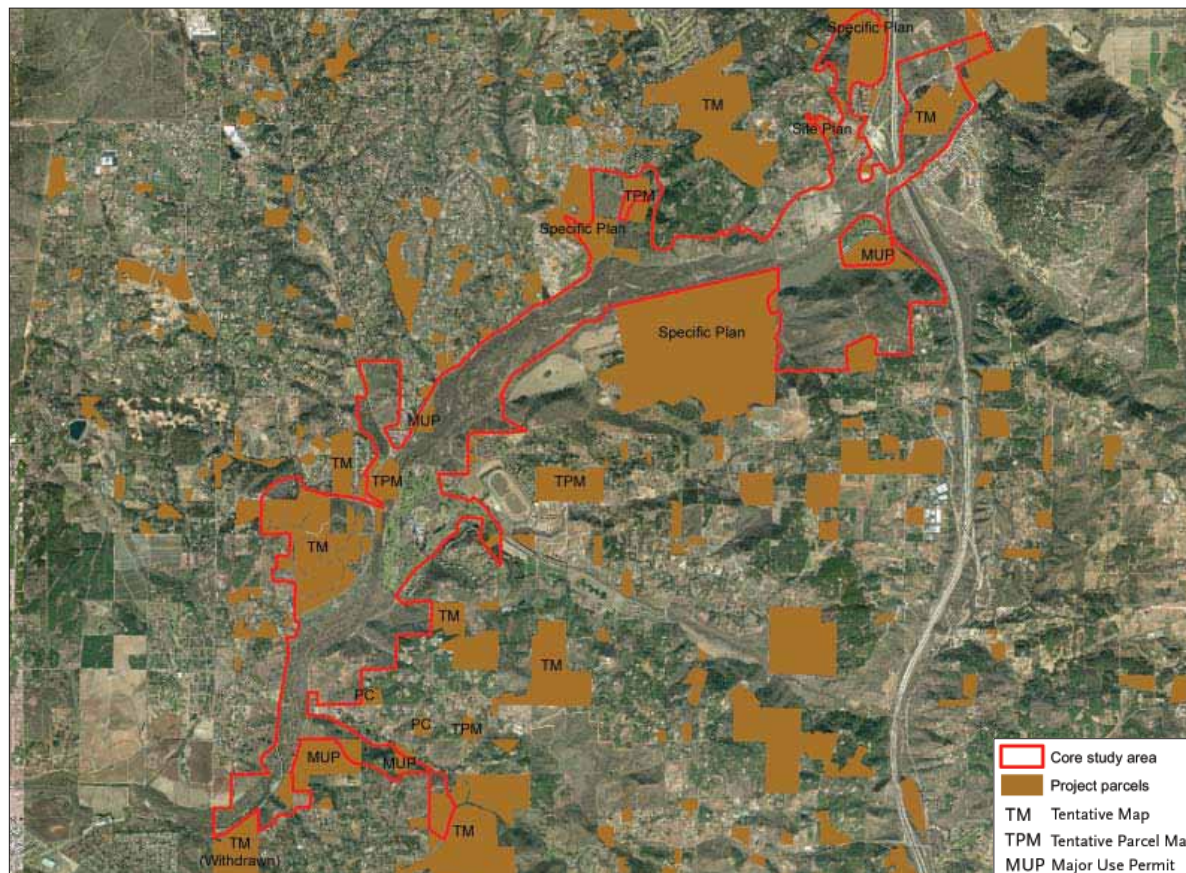 Specific Plan
TM
TM
Site Plan
TPM
Specific Plan
MUP
Specific Plan
MUP
TM
TPM
TPM
TM
TM
TM
PC
PC
TPM
MUP
MUP
TM
TM
(Withdrawn)
Core study area
Project parcels
TM Tentative Map
TPM Tentative Parcel Ma
MUP Major Use Permit